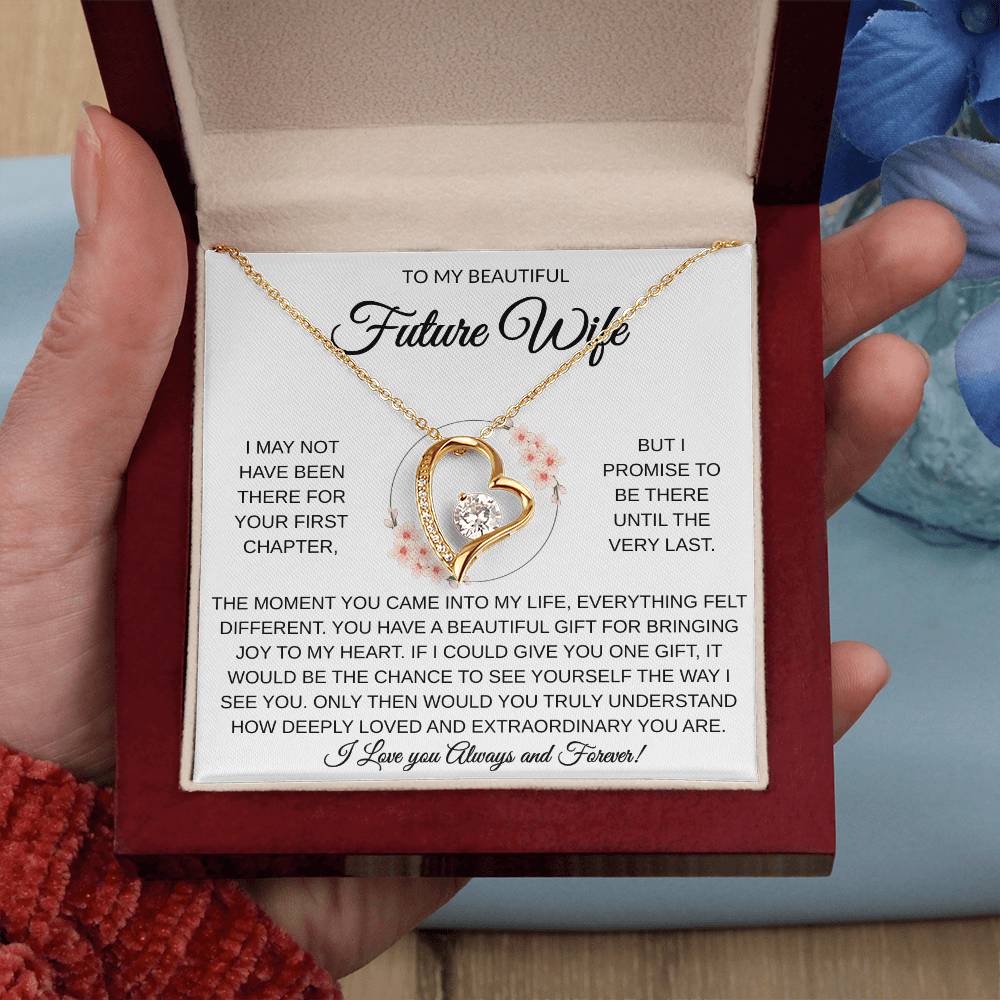 TO MY BEAUTIFUL
Future Wife
I MAY NOT
HAVE BEEN
THERE FOR
YOUR FIRST
CHAPTER,
BUT I
PROMISE TO
BE THERE
UNTIL THE
VERY LAST.
THE MOMENT YOU CAME INTO MY LIFE, EVERYTHING FELT
DIFFERENT. YOU HAVE A BEAUTIFUL GIFT FOR BRINGING
JOY TO MY HEART. IF I COULD GIVE YOU ONE GIFT, IT
WOULD BE THE CHANCE TO SEE YOURSELF THE WAY I
SEE YOU. ONLY THEN WOULD YOU TRULY UNDERSTAND
HOW DEEPLY LOVED AND EXTRAORDINARY YOU ARE.
I Love you Always and Forever!